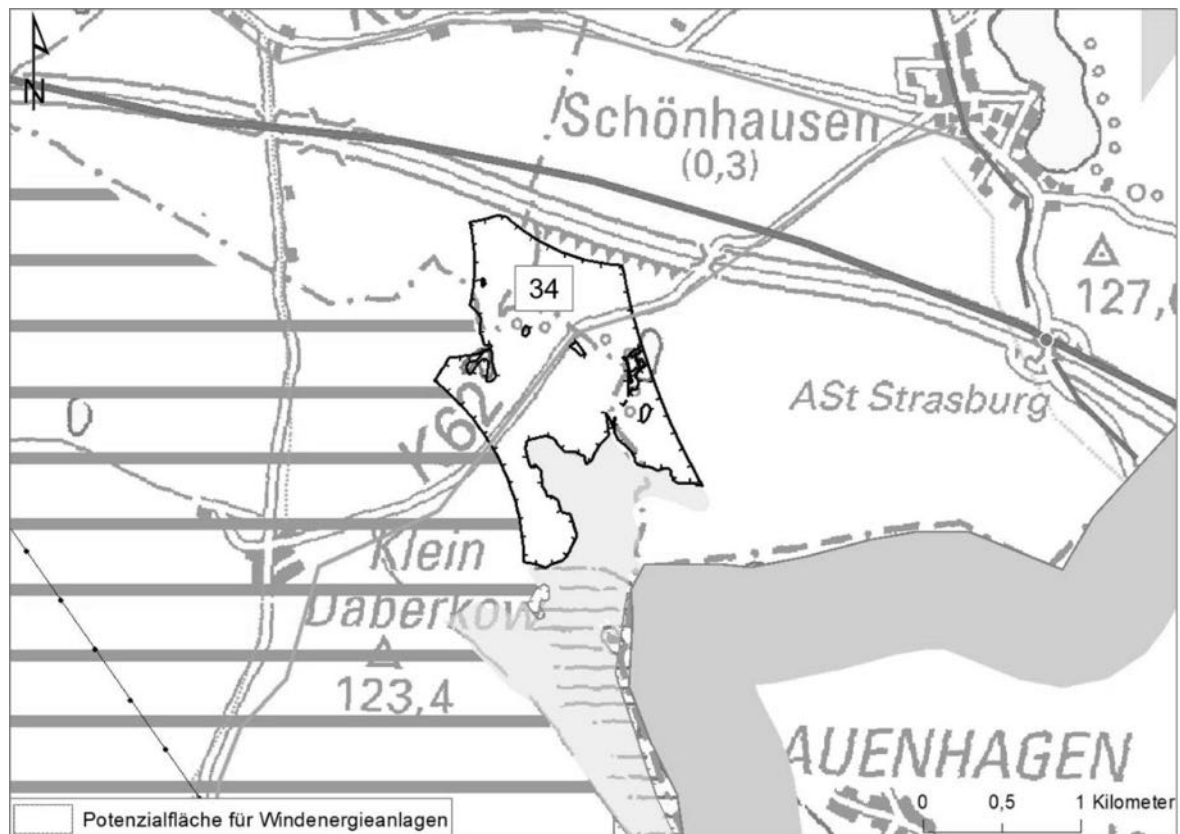 N
Schönhausen
(0,3)
34
127,
ASt Strasburg
K 62
Klein
Daberkow
123,4
AUENHAGEN
0 0,5 1 Kilometer
Potenzialfläche für Windenergieanlagen